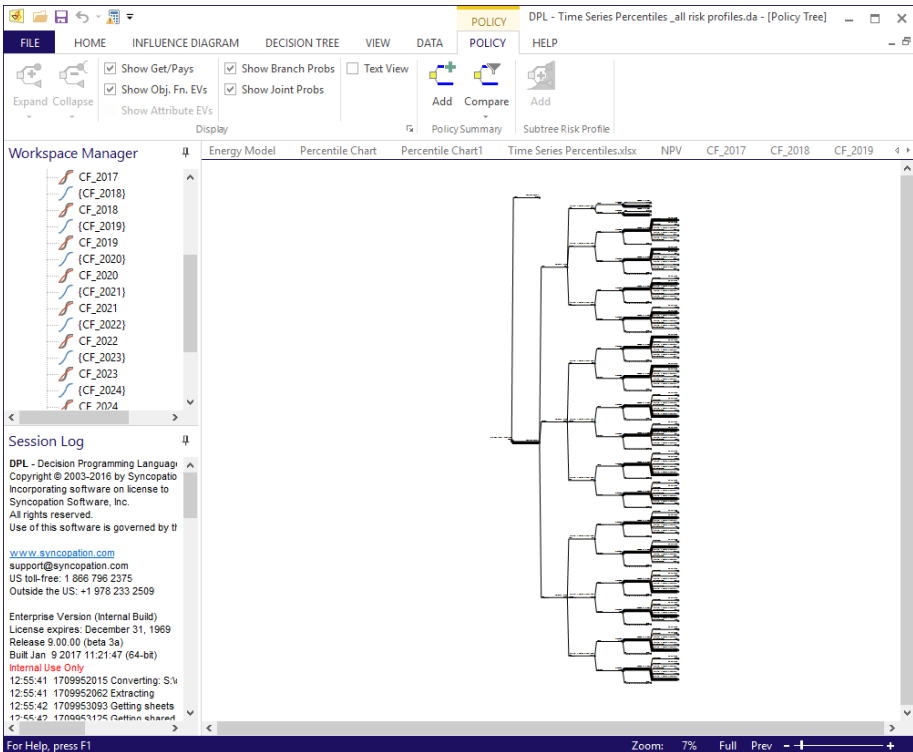 POLICY
DPL - Time Series Percentiles _all risk profiles.da - [Policy Tree]
FILE HOME INFLUENCE DIAGRAM DECISION TREE VIEW DATA POLICY HELP
Expand Collapse
Show Get/Pays
Show Obj. Fn. EVs
Show Attribute EVs
Show Branch Probs
Show Joint Probs
Text View
Display
Add Compare
Policy Summary
Add
Subtree Risk Profile
Workspace Manager
CF_2017
{CF_2018}
CF_2018
{CF_2019}
CF_2019
{CF_2020}
CF_2020
{CF_2021}
CF_2021
{CF_2022}
CF_2022
{CF_2023}
CF_2023
{CF_2024}
CF_2024
Session Log
DPL - Decision Programming Language
Copyright © 2003-2016 by Syncopatio
Incorporating software on license to
Syncopation Software, Inc.
All rights reserved.
Use of this software is governed by th
www.syncopation.com
support@syncopation.com
US toll-free: 1 866 796 2375
Outside the US: +1 978 233 2509
Enterprise Version (Internal Build)
License expires: December 31, 1969
Release 9.00.00 (beta 3a)
Built Jan 9 2017 11:21:47 (64-bit)
Internal Use Only
12:55:41 1709952015 Converting: S:\
12:55:41 1709952062 Extracting
12:55:42 1709953093 Getting sheets
12:55:42 1709953125 Getting shared
Energy Model Percentile Chart Percentile Chart1 Time Series Percentiles.xlsx NPV CF_2017 CF_2018 CF_2019
For Help, press F1
Zoom: 7% Full Prev